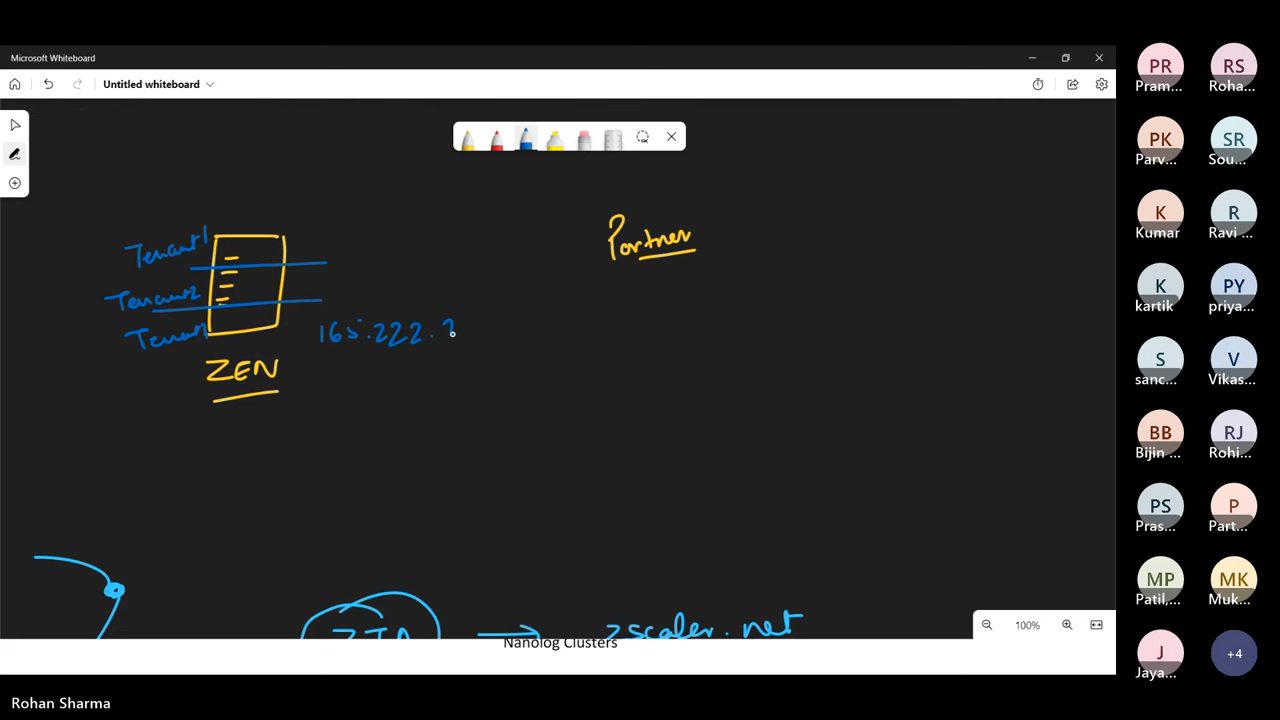 Microsoft Whiteboard
Untitled whiteboard
Tenant1
Tenant2
Tenant
165.222.2
ZEN
Partner
ZIA
zscaler.net
Nanolog Clusters
100%
PR
Pram...
RS
Roha...
PK
Parv...
SR
Sou...
K
Kumar
R
Ravi ...
K
kartik
PY
priya...
S
sanc...
V
Vikas...
BB
Bijin ...
RJ
Rohi...
PS
Pras...
P
Part...
MP
Patil,...
MK
Muk...
J
Jaya...
+4
Rohan Sharma